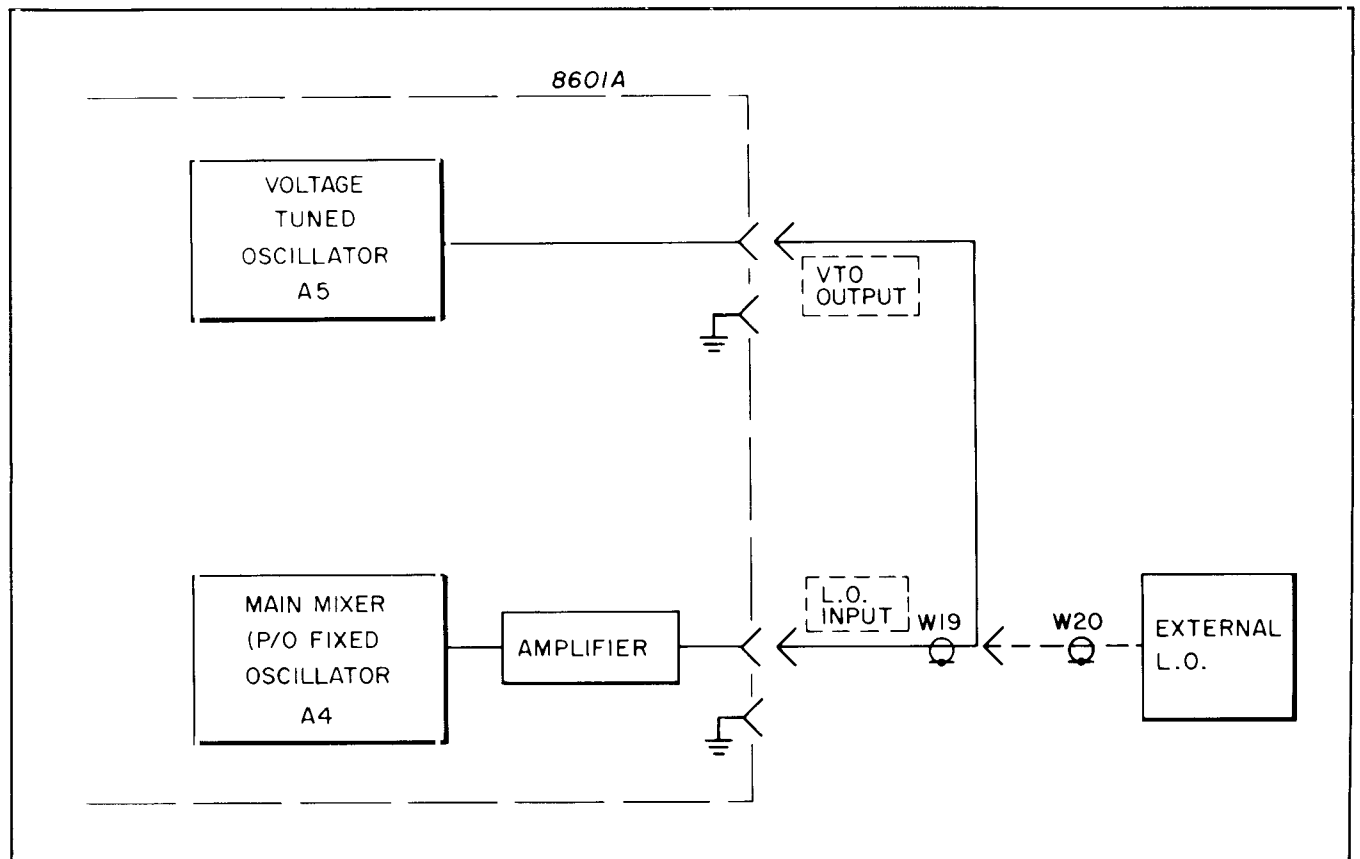 8601A
VOLTAGE
TUNED
OSCILLATOR
A5
VTO
OUTPUT
MAIN MIXER
(P/O FIXED
OSCILLATOR
A4
AMPLIFIER
L.O.
INPUT
W19
W20
EXTERNAL
L.O.